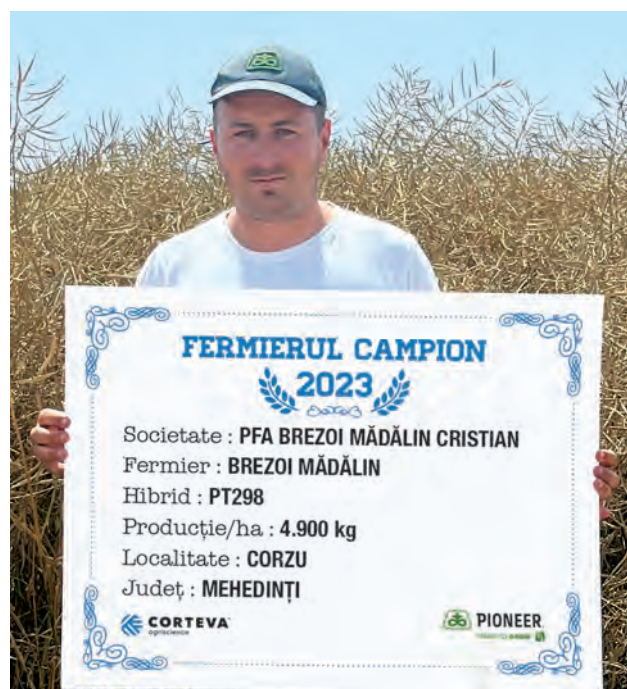 FERMIERUL CAMPION
2023
Societate : PFA BREZOI MĂDĂLIN CRISTIAN
Fermier : BREZOI MĂDĂLIN
Hibrid : PT298
Producție/ha : 4.900 kg
Localitate : CORZU
Județ : MEHEDINȚI
CORTEVA
agriscience
PIONEER